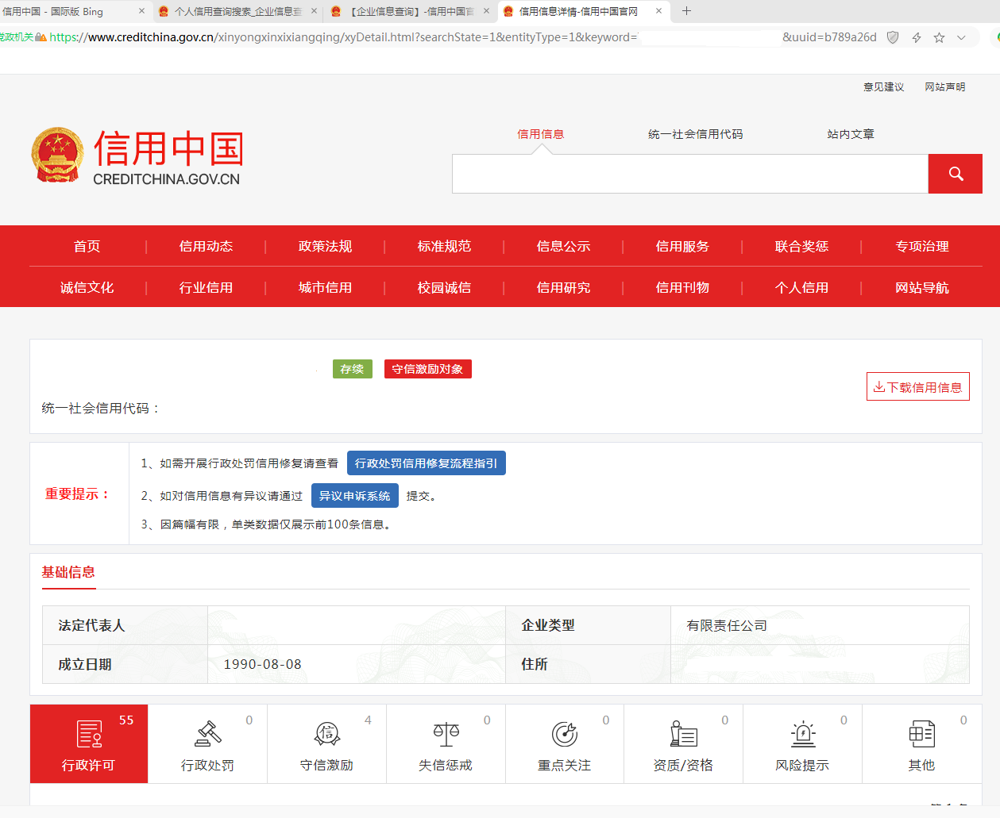 信用中国 - 国际版 Bing
个人信用查询搜索_企业信息查
【企业信息查询】-信用中国官
信用信息详情-信用中国官网
党政机关 https://www.creditchina.gov.cn/xinyongxinxixiangqing/xyDetail.html?searchState=1&entityType=1&keyword= &uuid=b789a26d
意见建议 网站声明
信用信息 统一社会信用代码 站内文章
信用中国
CREDITCHINA.GOV.CN
首页 信用动态 政策法规 标准规范 信息公示 信用服务 联合奖惩 专项治理
诚信文化 行业信用 城市信用 校园诚信 信用研究 信用刊物 个人信用 网站导航
存续 守信激励对象
下载信用信息
统一社会信用代码：
重要提示：
1、如需开展行政处罚信用修复请查看 行政处罚信用修复流程指引
2、如对信用信息有异议请通过 异议申诉系统 提交。
3、因篇幅有限，单类数据仅展示前100条信息。
基础信息
法定代表人 企业类型 有限责任公司
成立日期 1990-08-08 住所
55 0 4 0 0 0 0 0
行政许可 行政处罚 守信激励 失信惩戒 重点关注 资质/资格 风险提示 其他